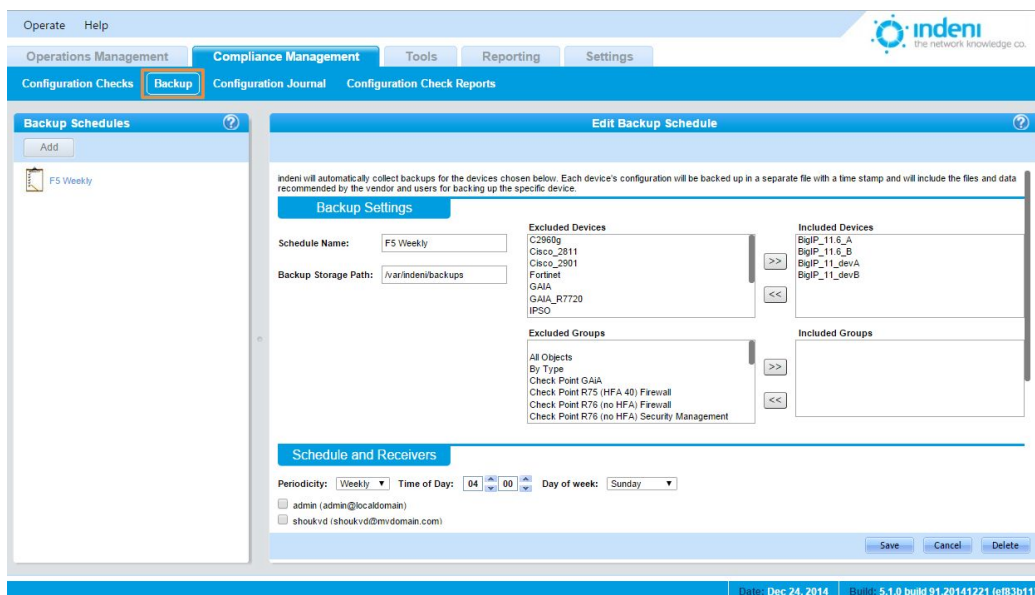 Operate Help
indeni
the network knowledge co.
Operations Management Compliance Management Tools Reporting Settings
Configuration Checks Backup Configuration Journal Configuration Check Reports
Backup Schedules ?
Add
F5 Weekly
Edit Backup Schedule ?
indeni will automatically collect backups for the devices chosen below. Each device's configuration will be backed up in a separate file with a time stamp and will include the files and data
recommended by the vendor and users for backing up the specific device.
Backup Settings
Schedule Name: F5 Weekly
Backup Storage Path: /var/indeni/backups
Excluded Devices
C2960g
Cisco_2811
Cisco_2901
Fortinet
GAIA
GAIA_R7720
IPSO
>>
<<
Included Devices
BigIP_11.6_A
BigIP_11.6_B
BigIP_11_devA
BigIP_11_devB
Excluded Groups
All Objects
By Type
Check Point GAiA
Check Point R75 (HFA 40) Firewall
Check Point R76 (no HFA) Firewall
Check Point R76 (no HFA) Security Management
>>
<<
Included Groups
Schedule and Receivers
Periodicity: Weekly Time of Day: 04 00 Day of week: Sunday
admin (admin@localdomain)
shoukyd (shoukyd@mydomain.com)
Save Cancel Delete
Date: Dec 24, 2014 Build: 5.1.0 build 91.20141221 (ef83b11